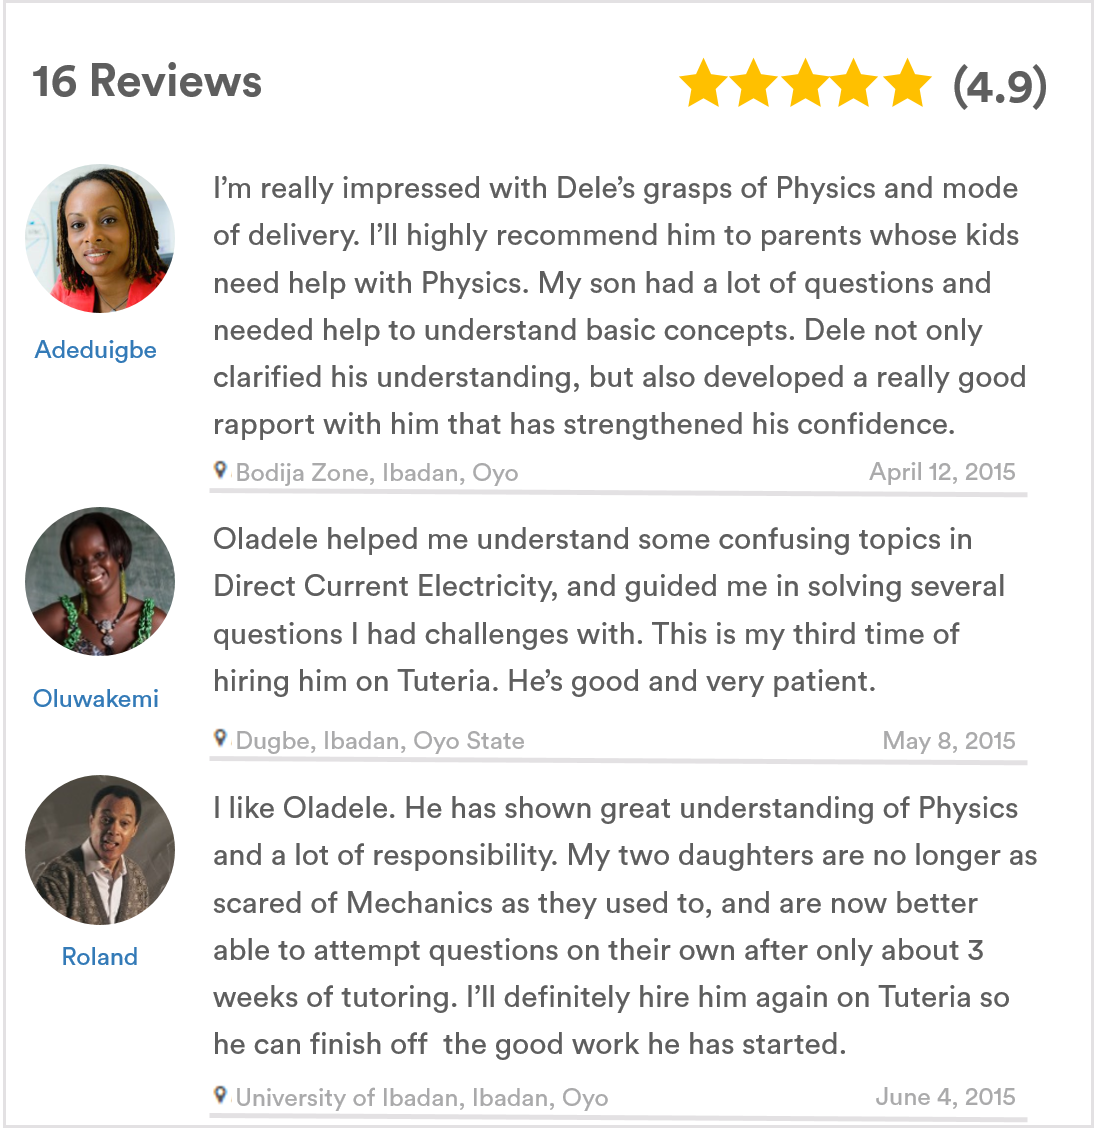 16 Reviews (4.9)
I'm really impressed with Dele's grasps of Physics and mode
of delivery. I'll highly recommend him to parents whose kids
need help with Physics. My son had a lot of questions and
needed help to understand basic concepts. Dele not only
clarified his understanding, but also developed a really good
rapport with him that has strengthened his confidence.
Adeduigbe
Bodija Zone, Ibadan, Oyo April 12, 2015
Oladele helped me understand some confusing topics in
Direct Current Electricity, and guided me in solving several
questions I had challenges with. This is my third time of
hiring him on Tuteria. He's good and very patient.
Oluwakemi
Dugbe, Ibadan, Oyo State May 8, 2015
I like Oladele. He has shown great understanding of Physics
and a lot of responsibility. My two daughters are no longer as
scared of Mechanics as they used to, and are now better
able to attempt questions on their own after only about 3
weeks of tutoring. I'll definitely hire him again on Tuteria so
he can finish off  the good work he has started.
Roland
University of Ibadan, Ibadan, Oyo June 4, 2015